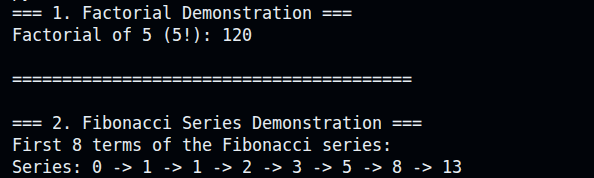 === 1. Factorial Demonstration ===
Factorial of 5 (5!): 120
========================================
=== 2. Fibonacci Series Demonstration ===
First 8 terms of the Fibonacci series:
Series: 0 -> 1 -> 1 -> 2 -> 3 -> 5 -> 8 -> 13